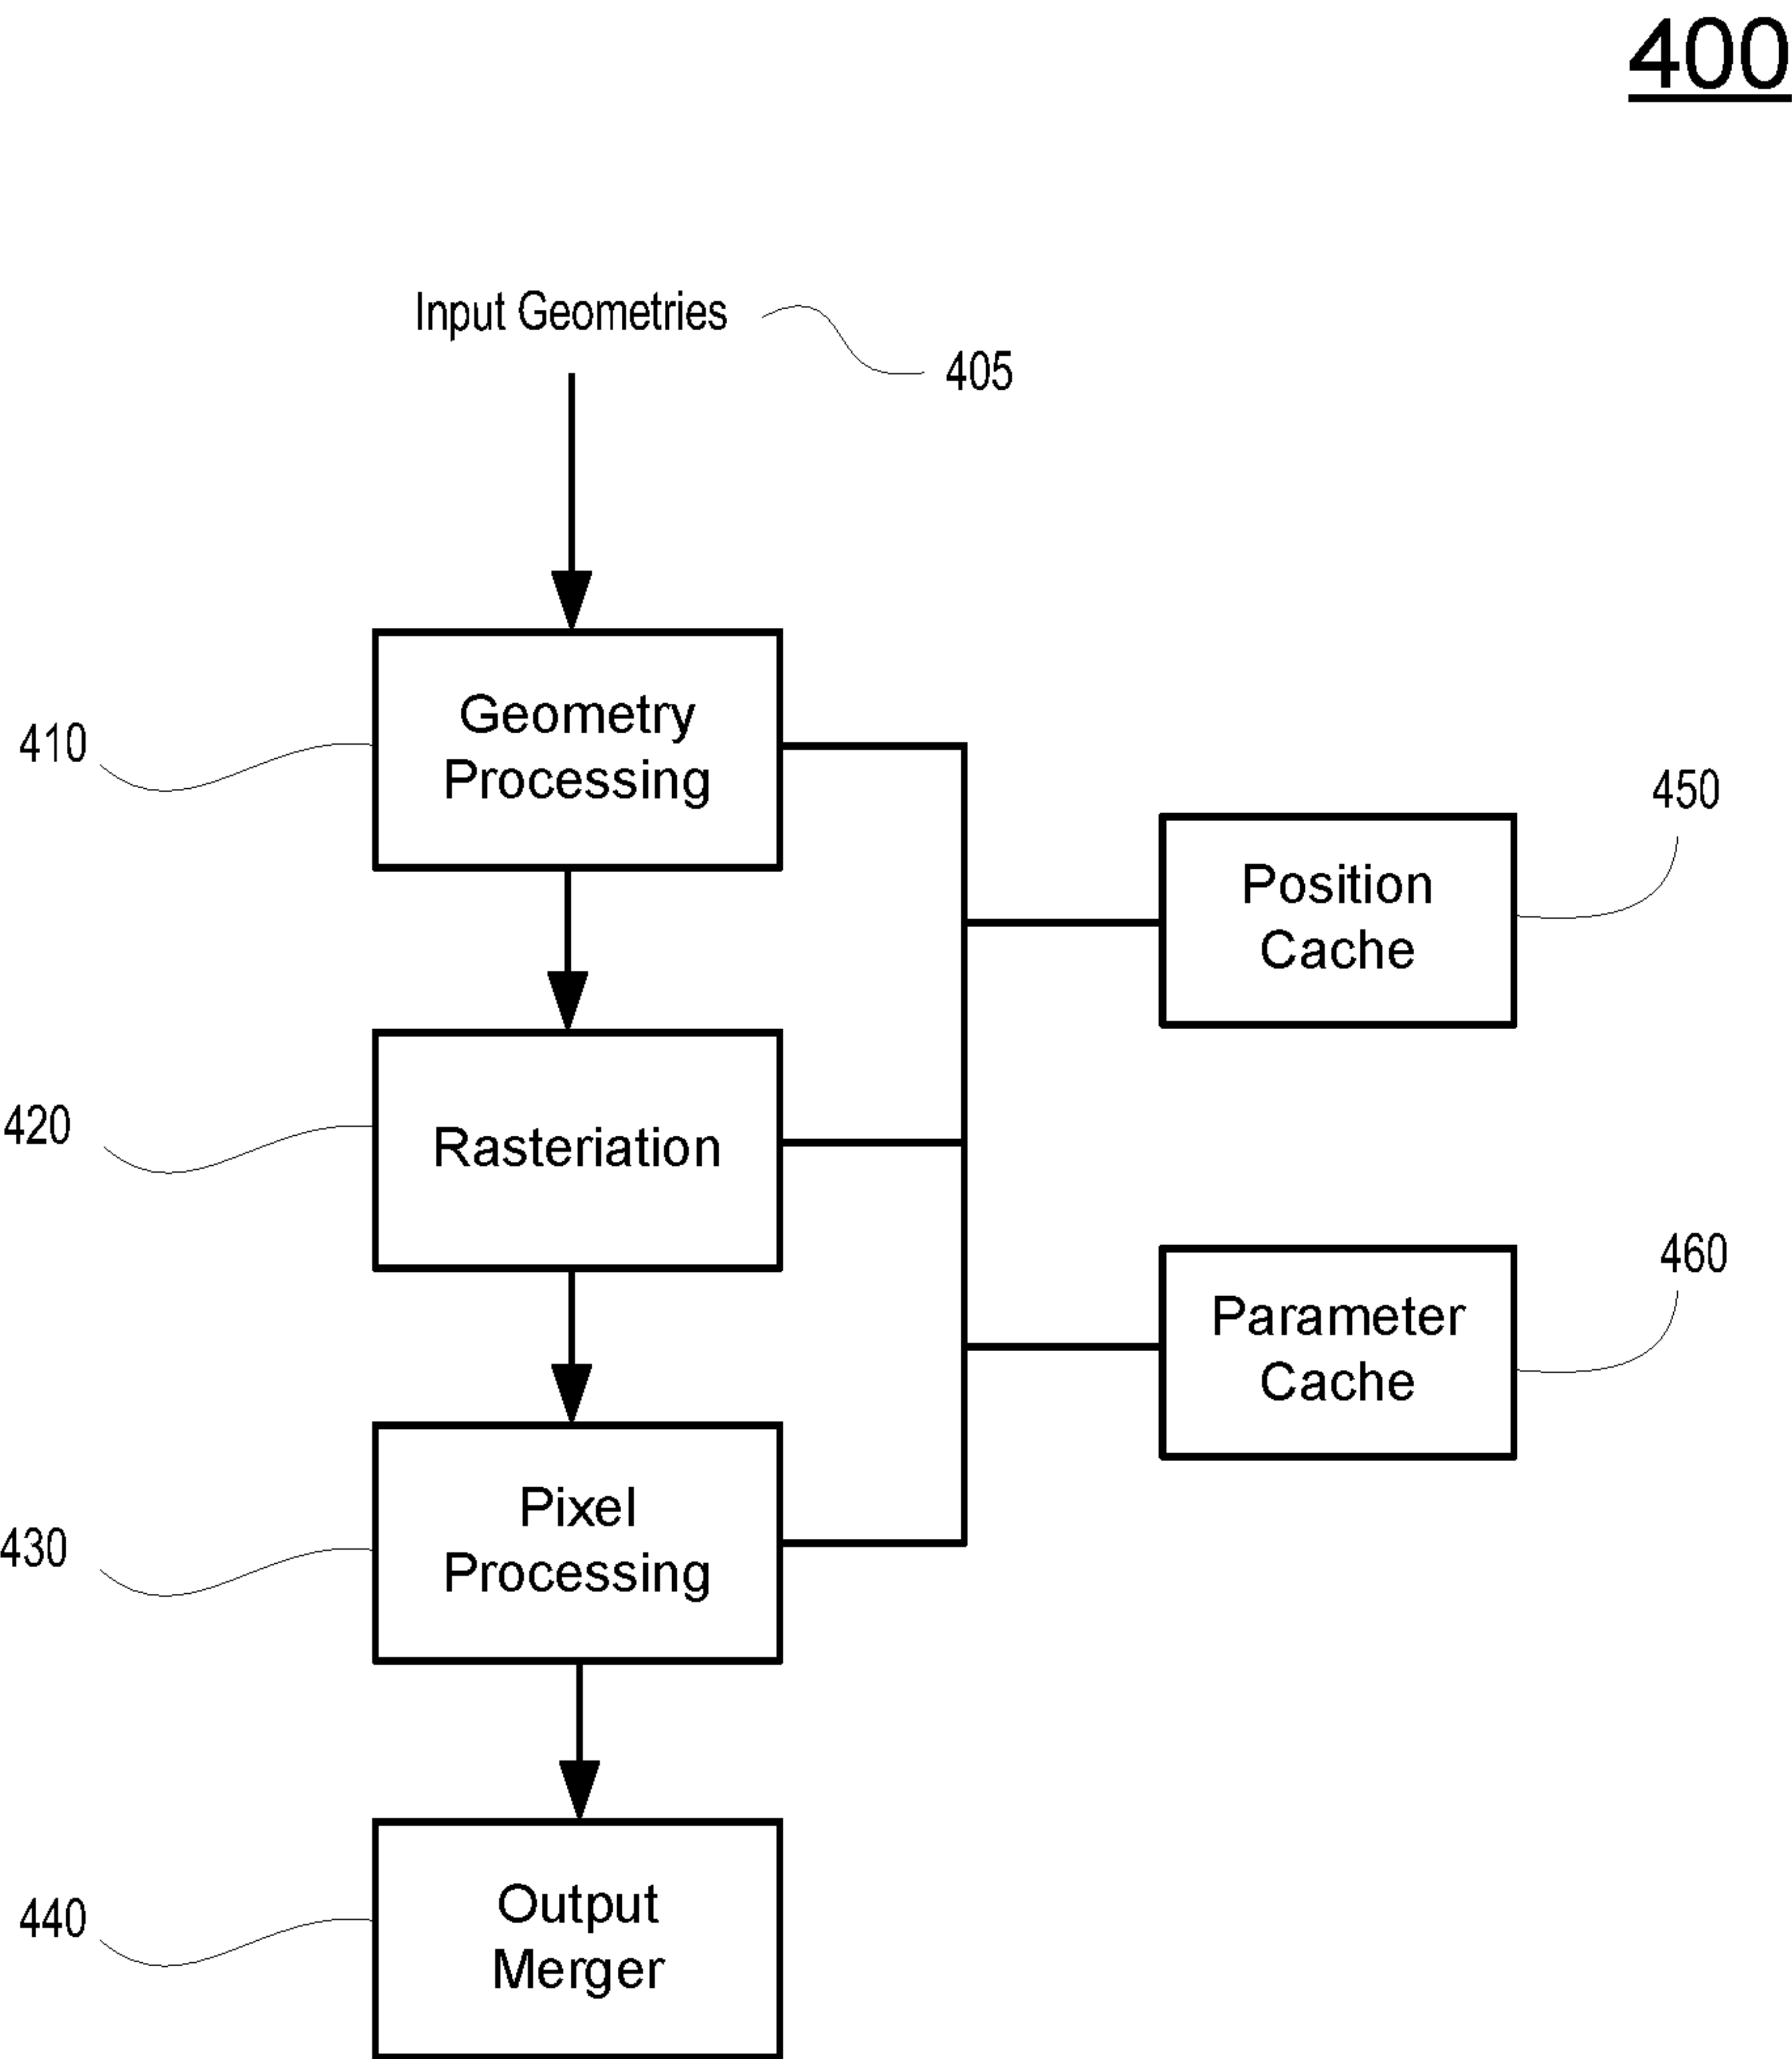 400
Input Geometries
405
Geometry
Processing
410
450
Position
Cache
420
Rasteriation
460
Parameter
Cache
Pixel
Processing
430
Output
Merger
440